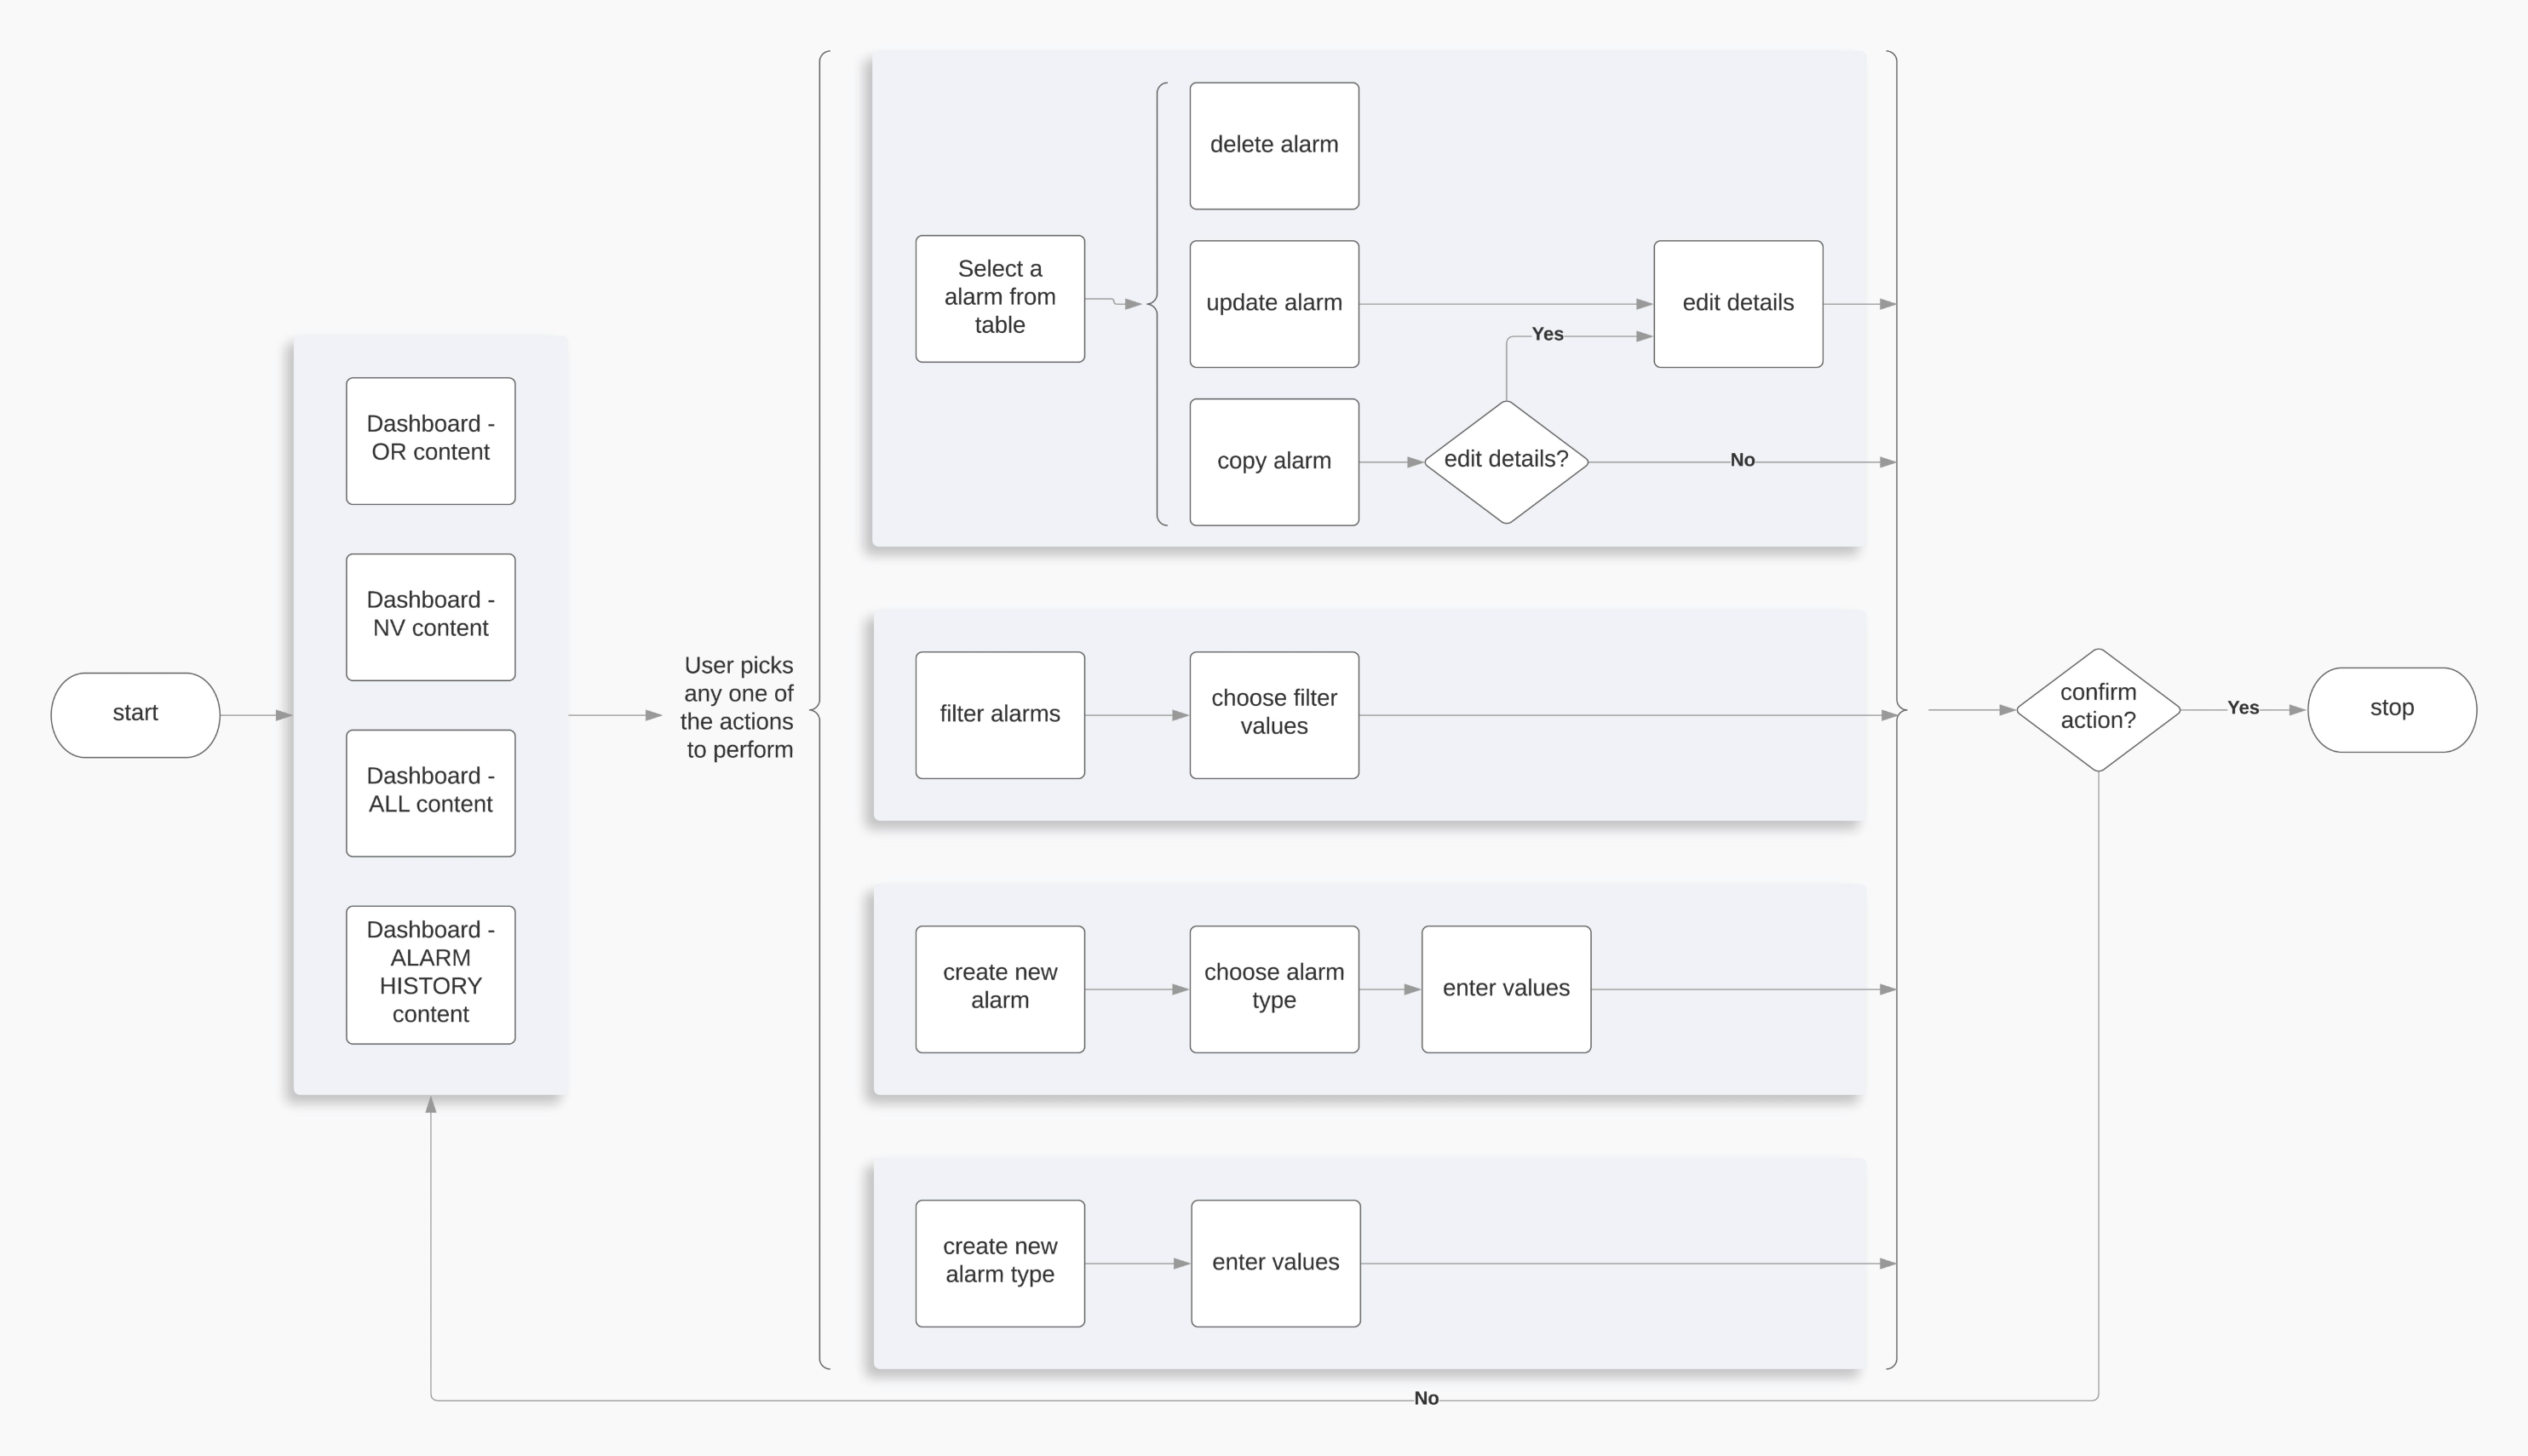 start
Dashboard -
OR content
Dashboard -
NV content
Dashboard -
ALL content
Dashboard -
ALARM
HISTORY
content
User picks
any one of
the actions
to perform
Select a
alarm from
table
delete alarm
update alarm
copy alarm
edit details?
Yes
No
edit details
filter alarms
choose filter
values
create new
alarm
choose alarm
type
enter values
create new
alarm type
enter values
confirm
action?
Yes
stop
No